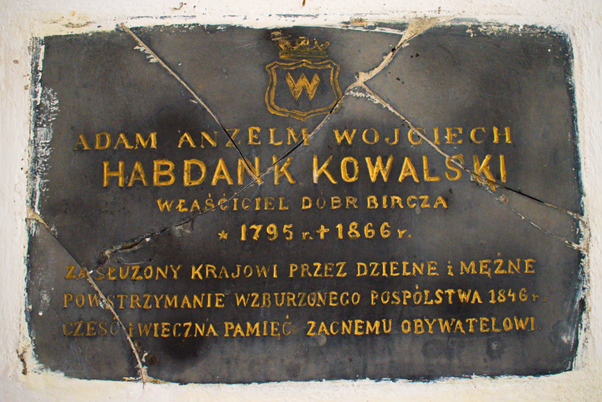 W
ADAM ANZELM WOJCIECH
HABDANK KOWALSKI
WŁAŚCICIEL DÓBR BIRCZA
* 1795 r. + 1866 r.
ZASŁUŻONY KRAJOWI PRZEZ DZIELNE i MĘŻNE
POWSTRZYMANIE WZBURZONEGO POSPÓLSTWA 1846 r.
CZEŚĆ i WIECZNA PAMIĘĆ ZACNEMU OBYWATELOWI